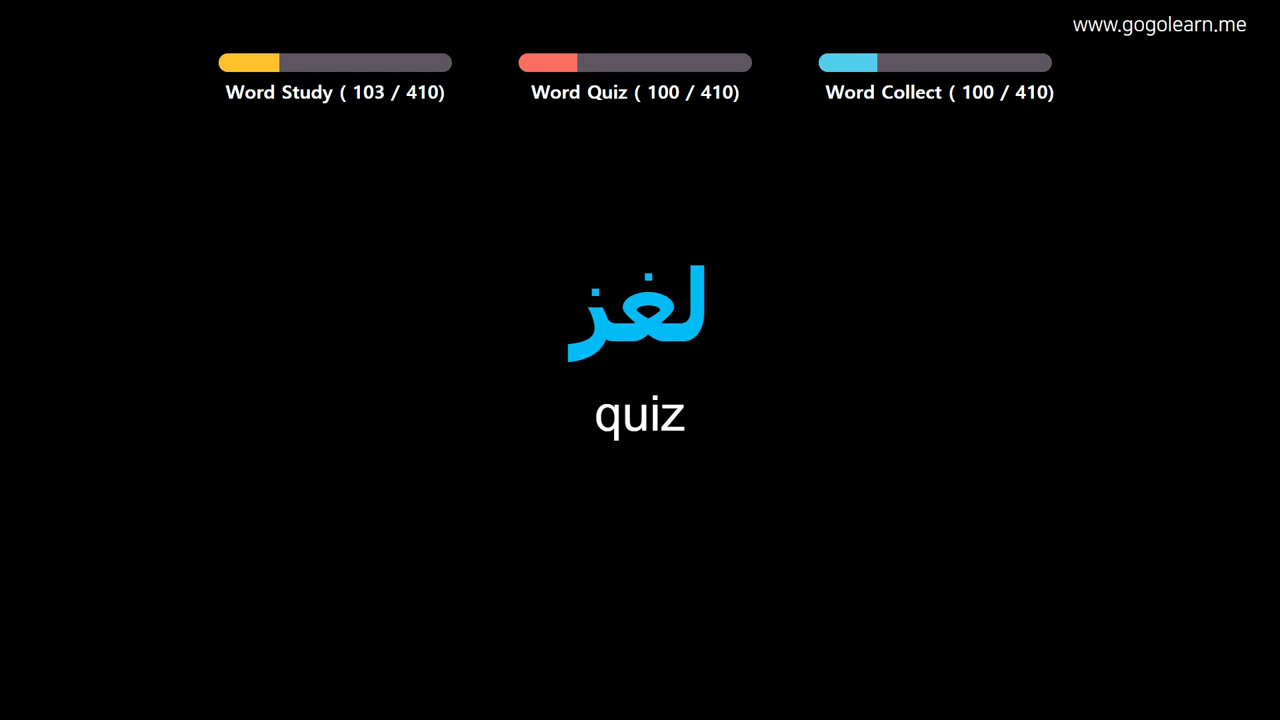 www.gogolearn.me
Word Study ( 103 / 410)
Word Quiz ( 100 / 410)
Word Collect ( 100 / 410)
لغز
quiz